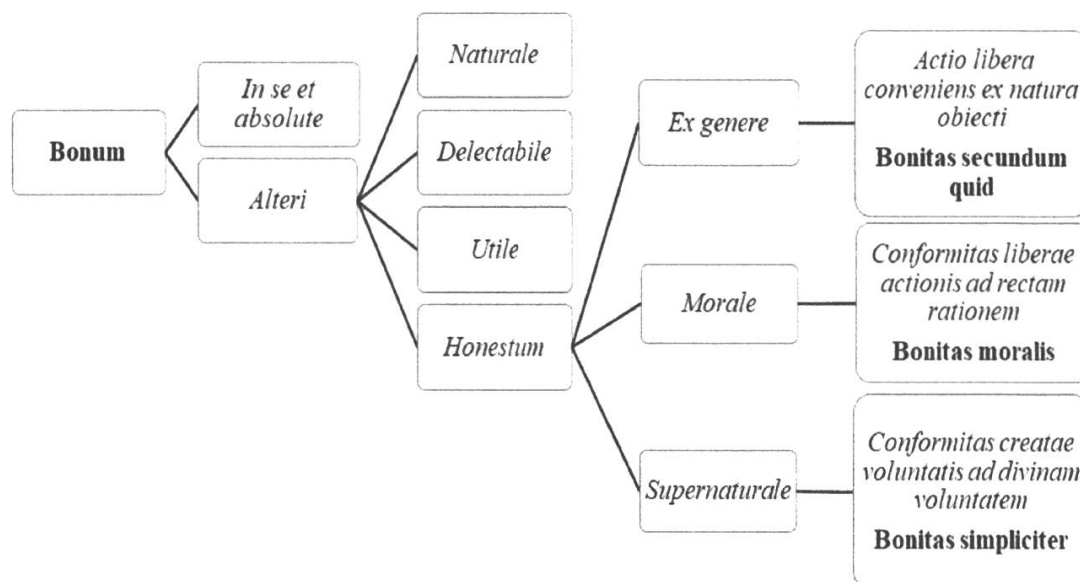 Bonum
In se et
absolute
Alteri
Naturale
Delectabile
Utile
Honestum
Ex genere
Morale
Supernaturale
Actio libera
conveniens ex natura
obiecti
Bonitas secundum
quid
Conformitas liberae
actionis ad rectam
rationem
Bonitas moralis
Conformitas creatae
voluntatis ad divinam
voluntatem
Bonitas simpliciter